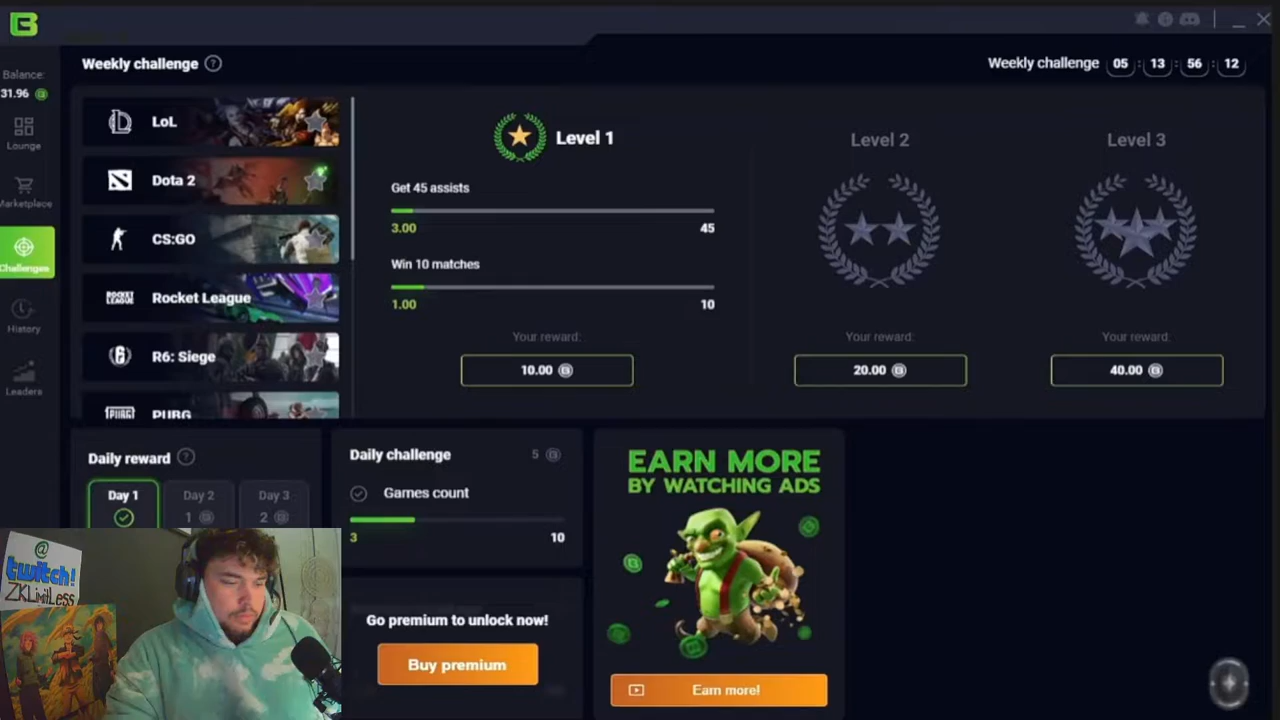 Weekly challenge ?
Weekly challenge 05 : 13 : 56 : 12
Balance:
31.96
Lounge
Marketplace
Challenges
History
Leaders
LoL
Dota 2
CS:GO
ROCKET LEAGUE Rocket League
R6: Siege
PUBG PUBG
Level 1
Get 45 assists
3.00 45
Win 10 matches
1.00 10
Your reward:
10.00
Level 2
Your reward:
20.00
Level 3
Your reward:
40.00
Daily reward ?
Day 1
Day 2
1
Day 3
2
Daily challenge 5
Games count
3 10
Go premium to unlock now!
Buy premium
EARN MORE
BY WATCHING ADS
Earn more!
@
twitch!
ZKLimitLess